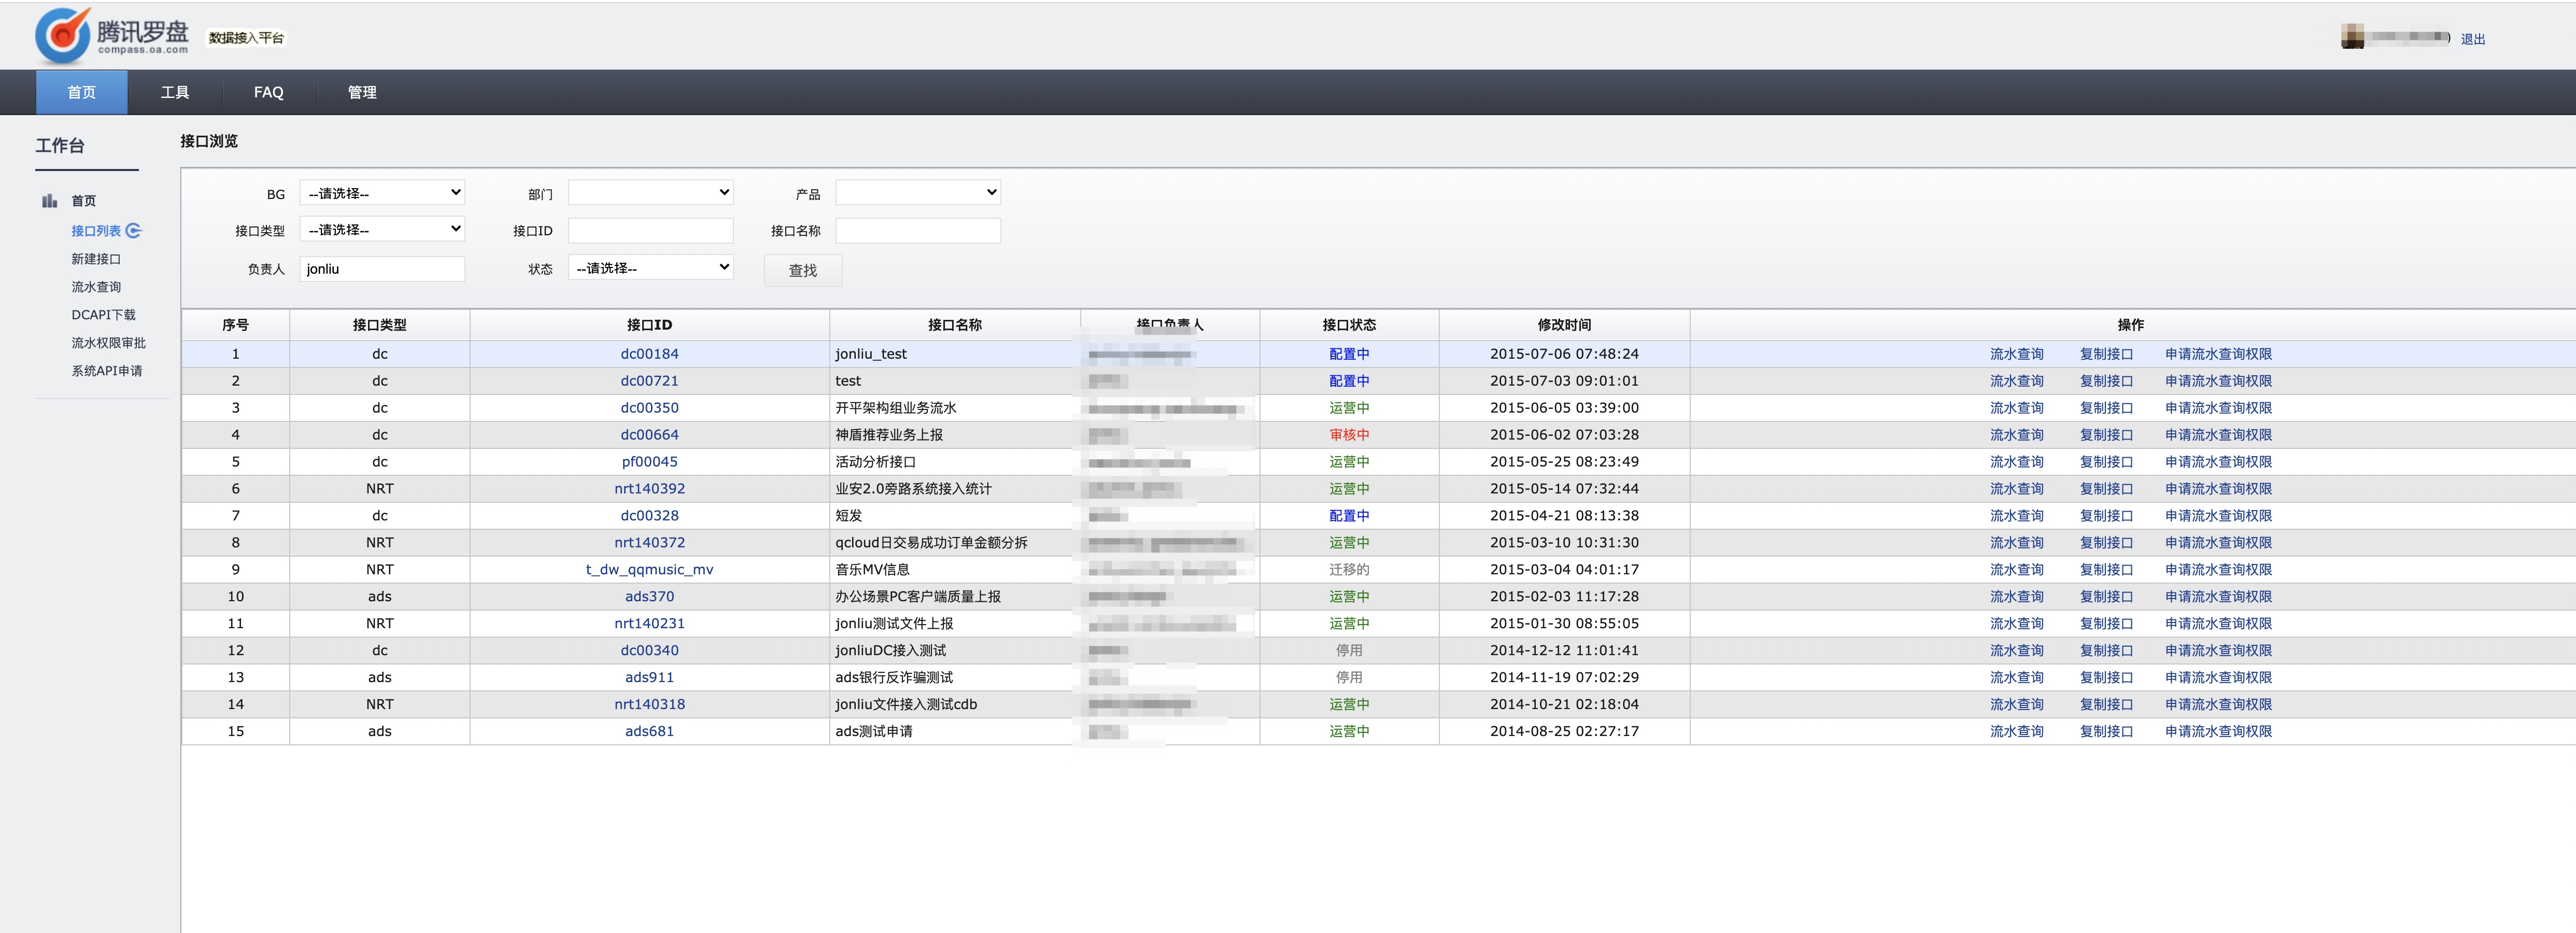 腾讯罗盘 数据接入平台
compass.oa.com
退出
首页 工具 FAQ 管理
工作台
首页
接口列表
新建接口
流水查询
DCAPI下载
流水权限审批
系统API申请
接口浏览
BG --请选择-- 部门 产品
接口类型 --请选择-- 接口ID 接口名称
负责人 jonliu 状态 --请选择-- 查找
序号 接口类型 接口ID 接口名称 接口负责人 接口状态 修改时间 操作
1 dc dc00184 jonliu_test 配置中 2015-07-06 07:48:24 流水查询 复制接口 申请流水查询权限
2 dc dc00721 test 配置中 2015-07-03 09:01:01 流水查询 复制接口 申请流水查询权限
3 dc dc00350 开平架构组业务流水 运营中 2015-06-05 03:39:00 流水查询 复制接口 申请流水查询权限
4 dc dc00664 神盾推荐业务上报 审核中 2015-06-02 07:03:28 流水查询 复制接口 申请流水查询权限
5 dc pf00045 活动分析接口 运营中 2015-05-25 08:23:49 流水查询 复制接口 申请流水查询权限
6 NRT nrt140392 业安2.0旁路系统接入统计 运营中 2015-05-14 07:32:44 流水查询 复制接口 申请流水查询权限
7 dc dc00328 短发 配置中 2015-04-21 08:13:38 流水查询 复制接口 申请流水查询权限
8 NRT nrt140372 qcloud日交易成功订单金额分拆 运营中 2015-03-10 10:31:30 流水查询 复制接口 申请流水查询权限
9 NRT t_dw_qqmusic_mv 音乐MV信息 迁移的 2015-03-04 04:01:17 流水查询 复制接口 申请流水查询权限
10 ads ads370 办公场景PC客户端质量上报 运营中 2015-02-03 11:17:28 流水查询 复制接口 申请流水查询权限
11 NRT nrt140231 jonliu测试文件上报 运营中 2015-01-30 08:55:05 流水查询 复制接口 申请流水查询权限
12 dc dc00340 jonliuDC接入测试 停用 2014-12-12 11:01:41 流水查询 复制接口 申请流水查询权限
13 ads ads911 ads银行反诈骗测试 停用 2014-11-19 07:02:29 流水查询 复制接口 申请流水查询权限
14 NRT nrt140318 jonliu文件接入测试cdb 运营中 2014-10-21 02:18:04 流水查询 复制接口 申请流水查询权限
15 ads ads681 ads测试申请 运营中 2014-08-25 02:27:17 流水查询 复制接口 申请流水查询权限